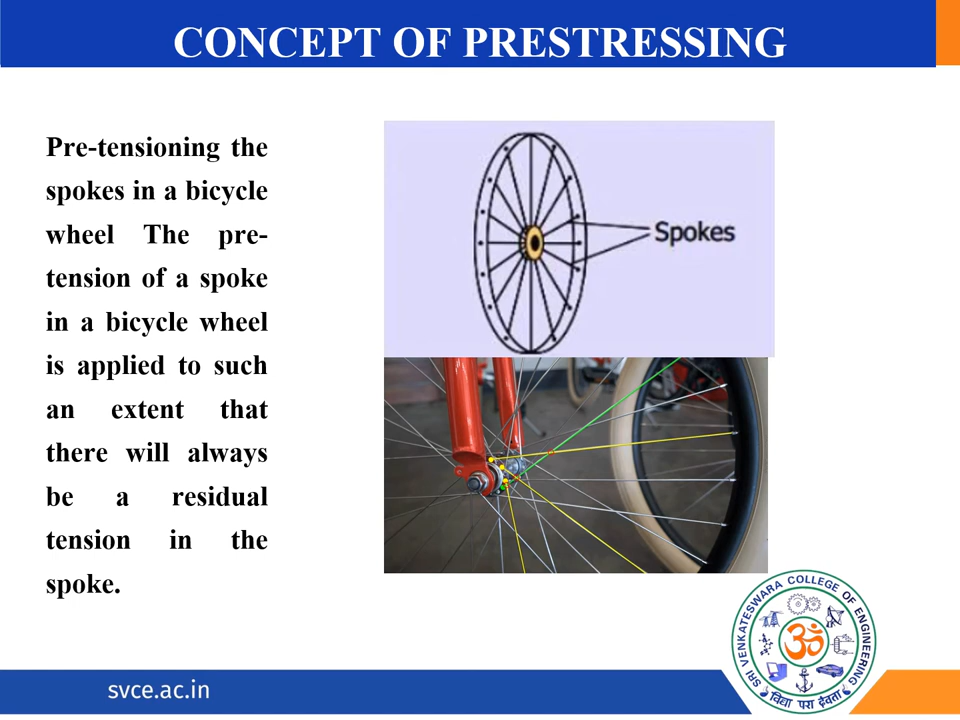 CONCEPT OF PRESTRESSING
Pre-tensioning the
spokes in a bicycle
wheel The pre-
tension of a spoke
in a bicycle wheel
is applied to such
an extent that
there will always
be a residual
tension in the
spoke.
Spokes
SRI VENKATESWARA COLLEGE OF ENGINEERING
विद्या परा देवता
svce.ac.in